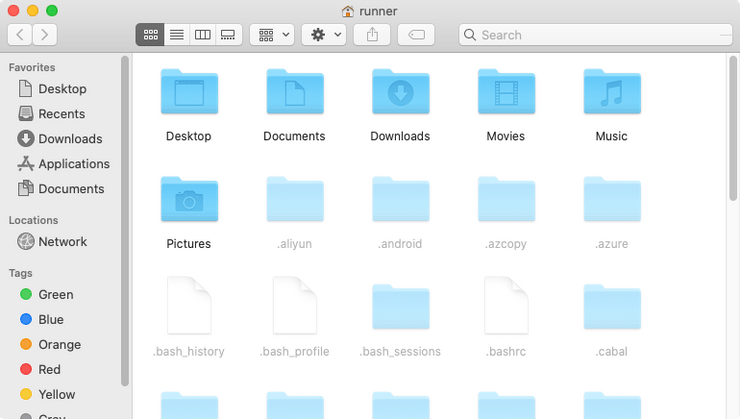 runner
Search
Favorites
Desktop
Recents
Downloads
Applications
Documents
Locations
Network
Tags
Green
Blue
Orange
Red
Yellow
Gray
Desktop Documents Downloads Movies Music
Pictures .aliyun .android .azcopy .azure
.bash_history .bash_profile .bash_sessions .bashrc .cabal